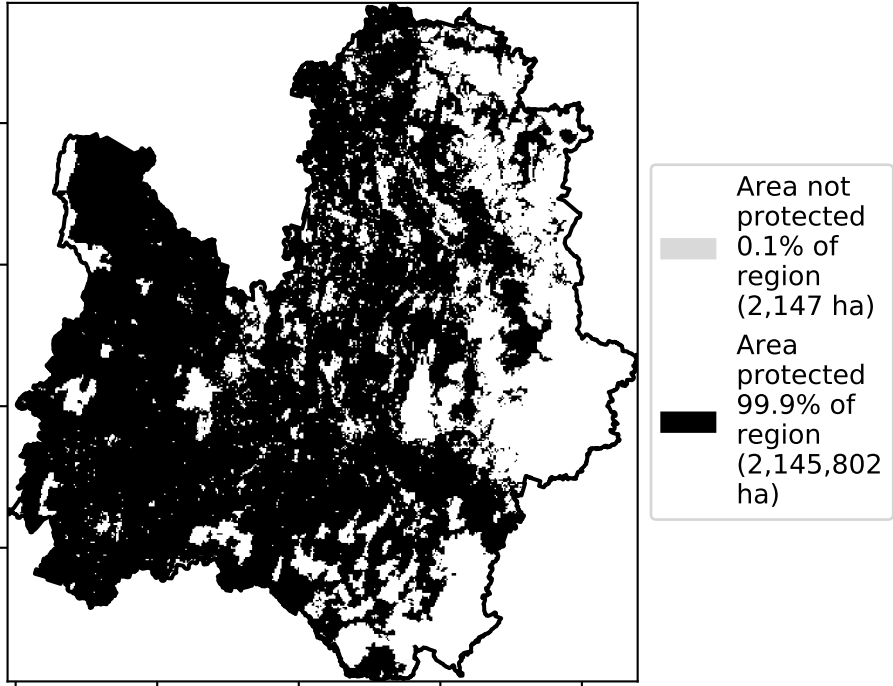 Area not
protected
0.1% of
region
(2,147 ha)
Area
protected
99.9% of
region
(2,145,802
ha)